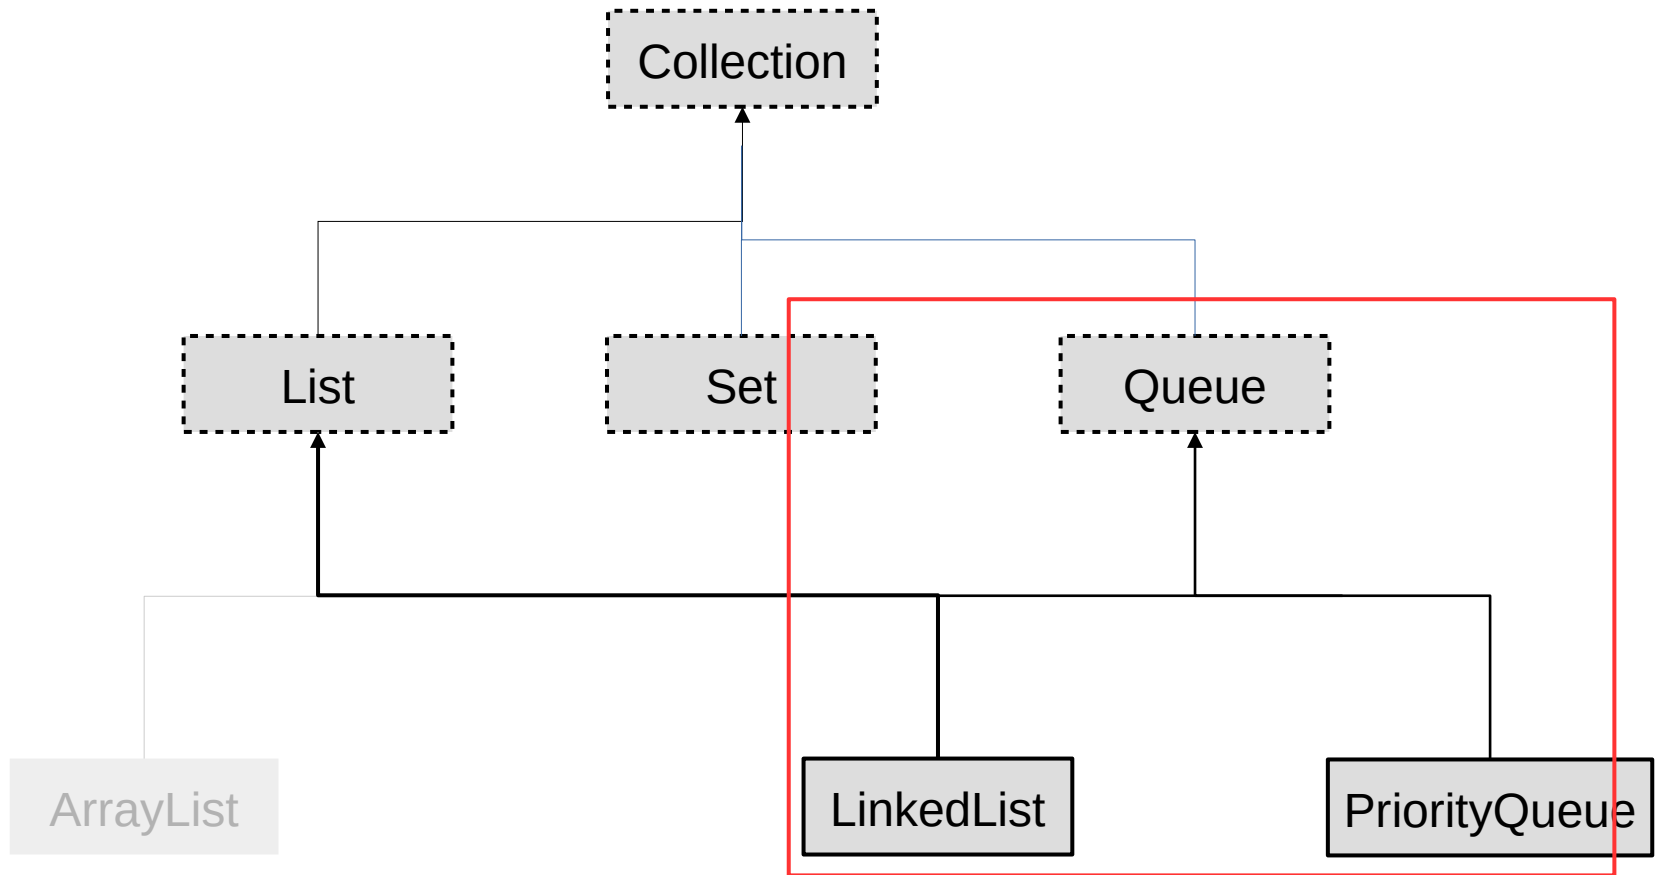 Collection
List
Set
Queue
ArrayList
LinkedList
PriorityQueue